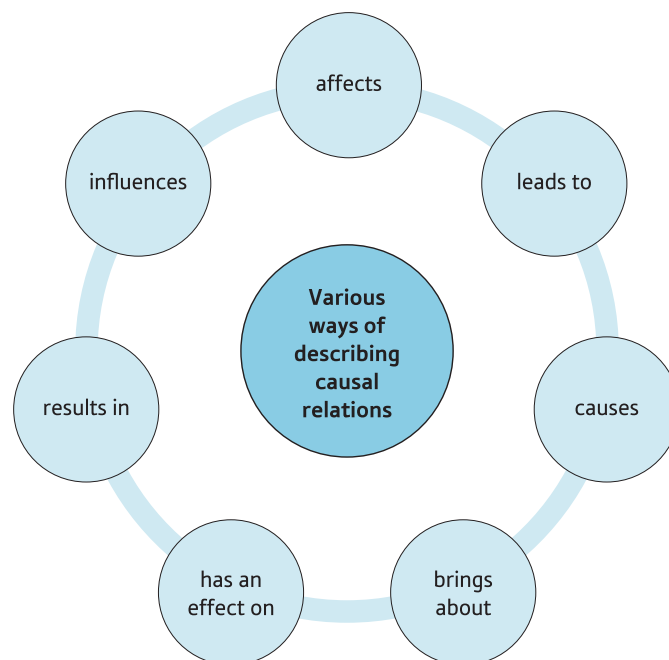 affects
influences
leads to
Various
ways of
describing
causal
relations
results in
causes
has an
effect on
brings
about